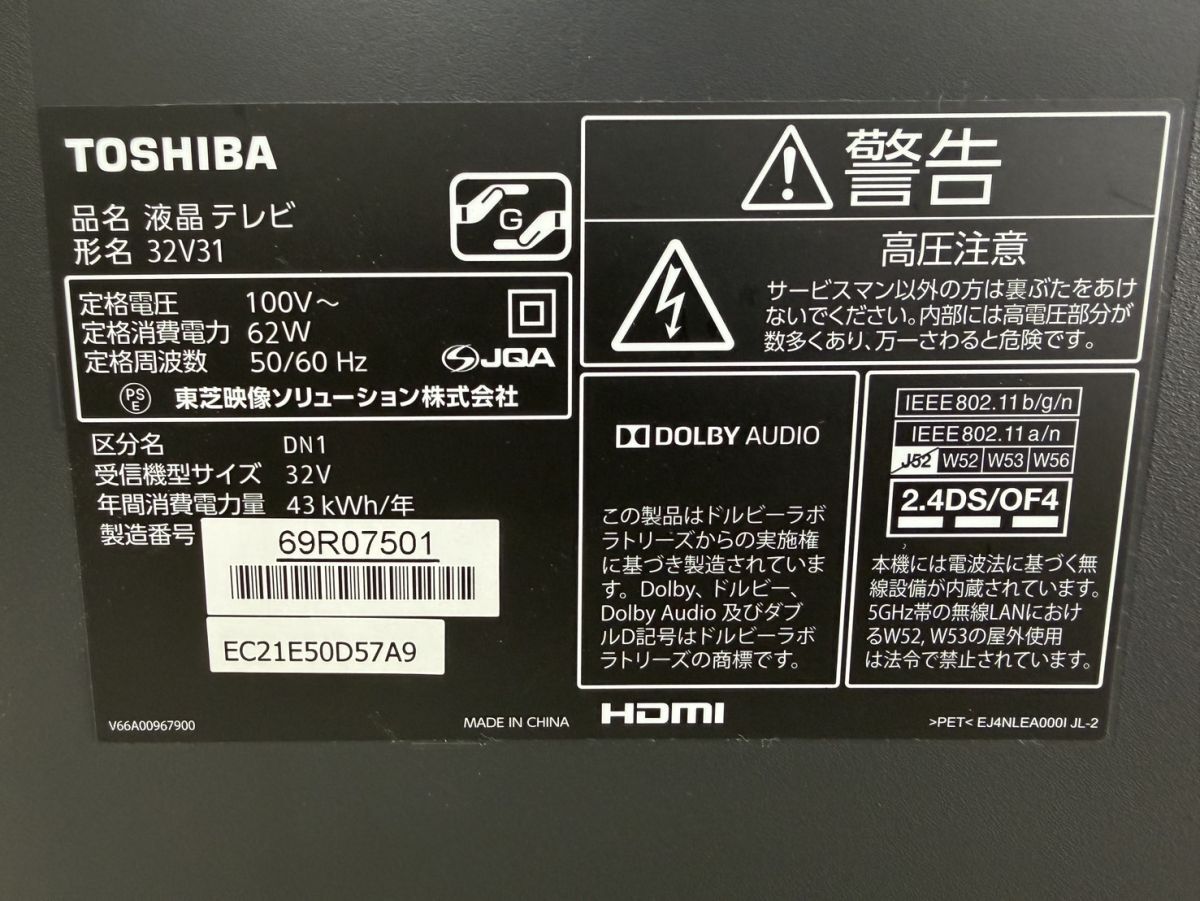 TOSHIBA
品名 液晶テレビ
形名 32V31
G
定格電圧 100V～
定格消費電力 62W
定格周波数 50/60 Hz
JQA
PS
E
東芝映像ソリューション株式会社
区分名 DN1
受信機型サイズ 32V
年間消費電力量 43 kWh/年
製造番号
69R07501
EC21E50D57A9
V66A00967900
MADE IN CHINA
警告
高圧注意
サービスマン以外の方は裏ぶたをあけ
ないでください。内部には高電圧部分が
数多くあり、万一さわると危険です。
DOLBY AUDIO
この製品はドルビーラボ
ラトリーズからの実施権
に基づき製造されていま
す。Dolby、ドルビー、
Dolby Audio 及びダブ
ルD記号はドルビーラボ
ラトリーズの商標です。
HDMI
IEEE802.11b/g/n
IEEE802.11a/n
J52 W52 W53 W56
2.4DS/OF4
本機には電波法に基づく無
線設備が内蔵されています。
5GHz帯の無線LANにおけ
るW52, W53の屋外使用
は法令で禁止されています。
>PET< EJ4NLEA000I JL-2